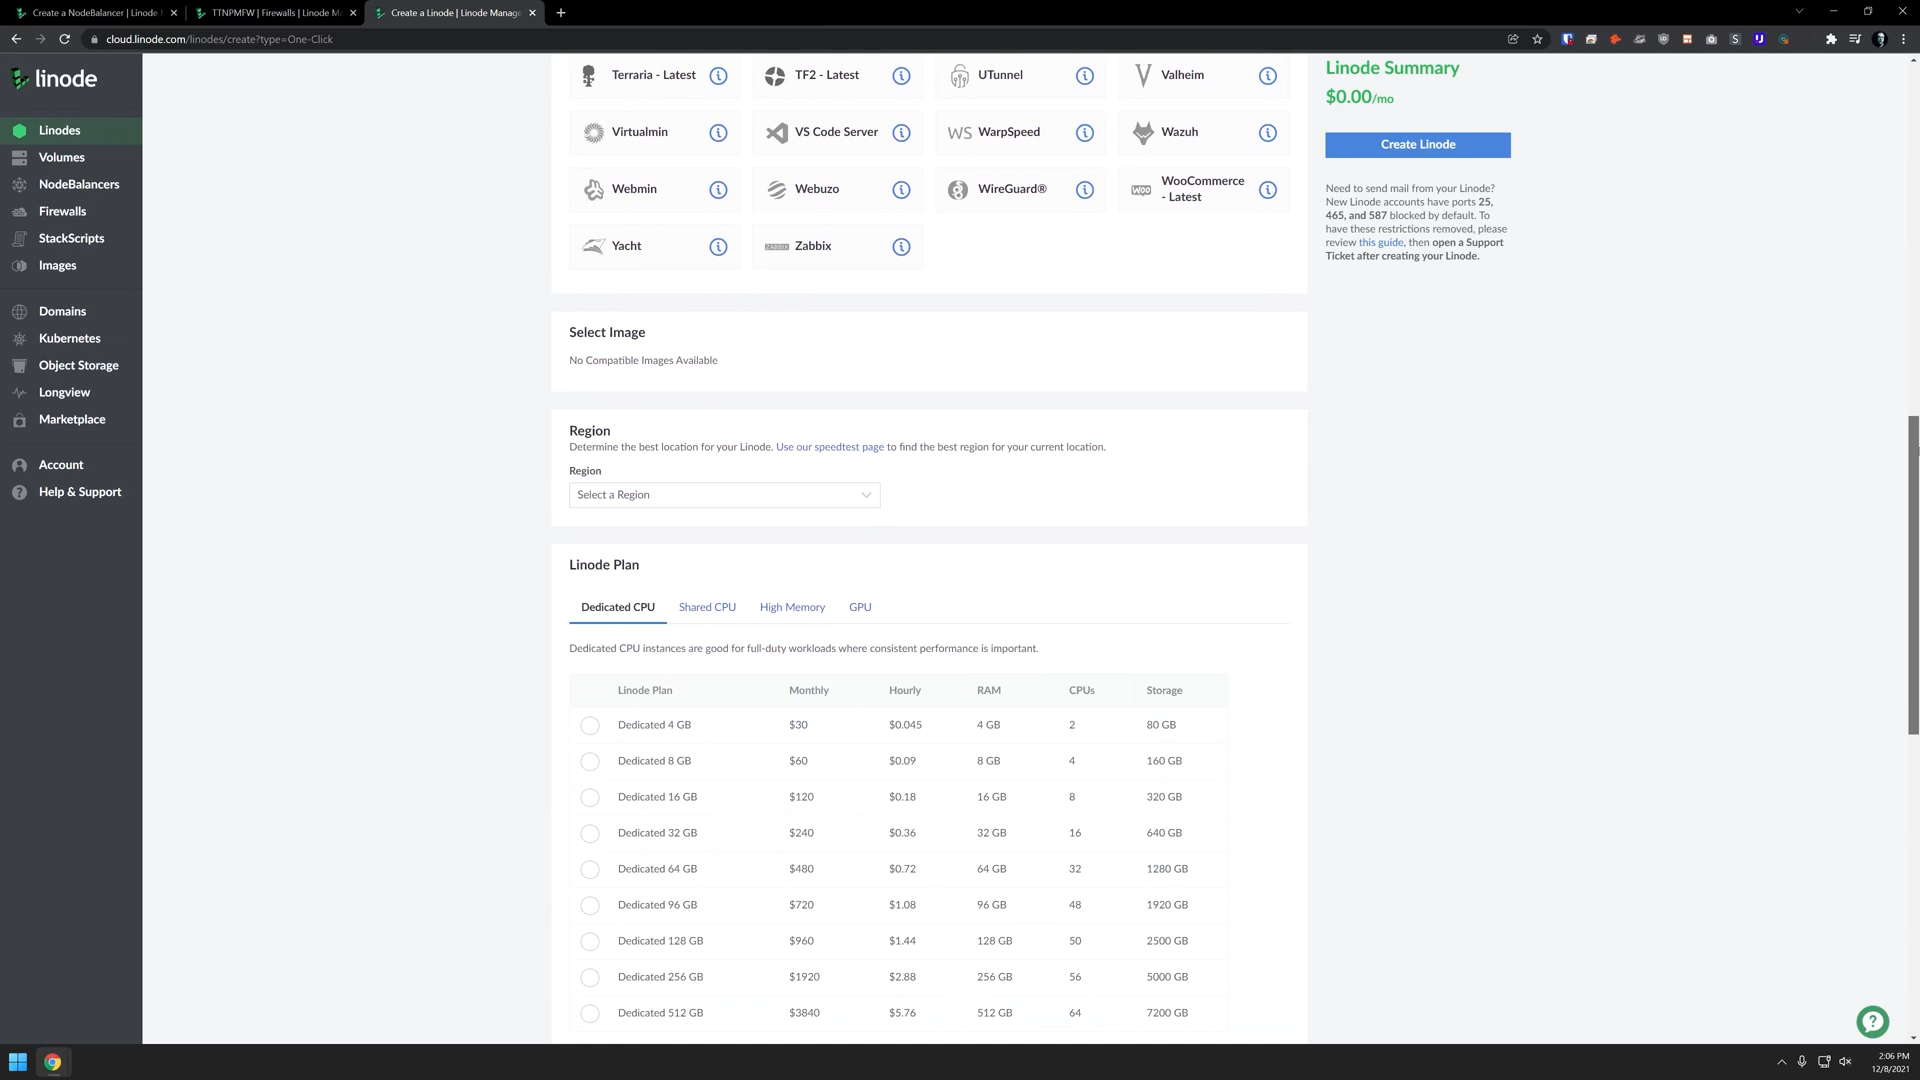 Create a NodeBalancer | Linode
TTNPMFW | Firewalls | Linode M
Create a Linode | Linode Manage
cloud.linode.com/linodes/create?type=One-Click
linode
Linodes
Volumes
NodeBalancers
Firewalls
StackScripts
Images
Domains
Kubernetes
Object Storage
Longview
Marketplace
Account
Help & Support
Terraria - Latest
TF2 - Latest
UTunnel
Valheim
Virtualmin
VS Code Server
WS WarpSpeed
Wazuh
Webmin
Webuzo
WireGuard®
WOO WooCommerce
- Latest
Yacht
ZABBIX Zabbix
Select Image
No Compatible Images Available
Region
Determine the best location for your Linode. Use our speedtest page to find the best region for your current location.
Region
Select a Region
Linode Plan
Dedicated CPU Shared CPU High Memory GPU
Dedicated CPU instances are good for full-duty workloads where consistent performance is important.
Linode Plan Monthly Hourly RAM CPUs Storage
Dedicated 4 GB $30 $0.045 4 GB 2 80 GB
Dedicated 8 GB $60 $0.09 8 GB 4 160 GB
Dedicated 16 GB $120 $0.18 16 GB 8 320 GB
Dedicated 32 GB $240 $0.36 32 GB 16 640 GB
Dedicated 64 GB $480 $0.72 64 GB 32 1280 GB
Dedicated 96 GB $720 $1.08 96 GB 48 1920 GB
Dedicated 128 GB $960 $1.44 128 GB 50 2500 GB
Dedicated 256 GB $1920 $2.88 256 GB 56 5000 GB
Dedicated 512 GB $3840 $5.76 512 GB 64 7200 GB
Linode Summary
$0.00/mo
Create Linode
Need to send mail from your Linode?
New Linode accounts have ports 25,
465, and 587 blocked by default. To
have these restrictions removed, please
review this guide, then open a Support
Ticket after creating your Linode.
2:06 PM
12/8/2021